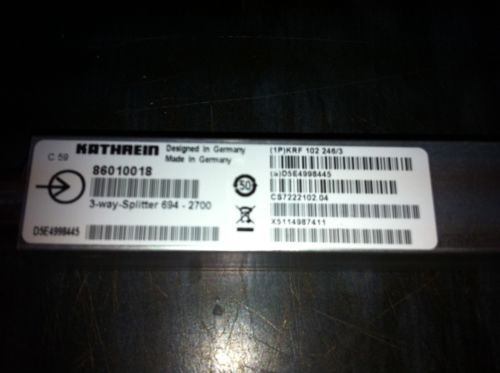 C 59
KATHREIN
Designed in Germany
Made in Germany
86010018
3-way-Splitter 694 - 2700
D5E4998445
50
(1P)KRF 102 246/3
(s)D5E4998445
CS7222102.04
X5114987411